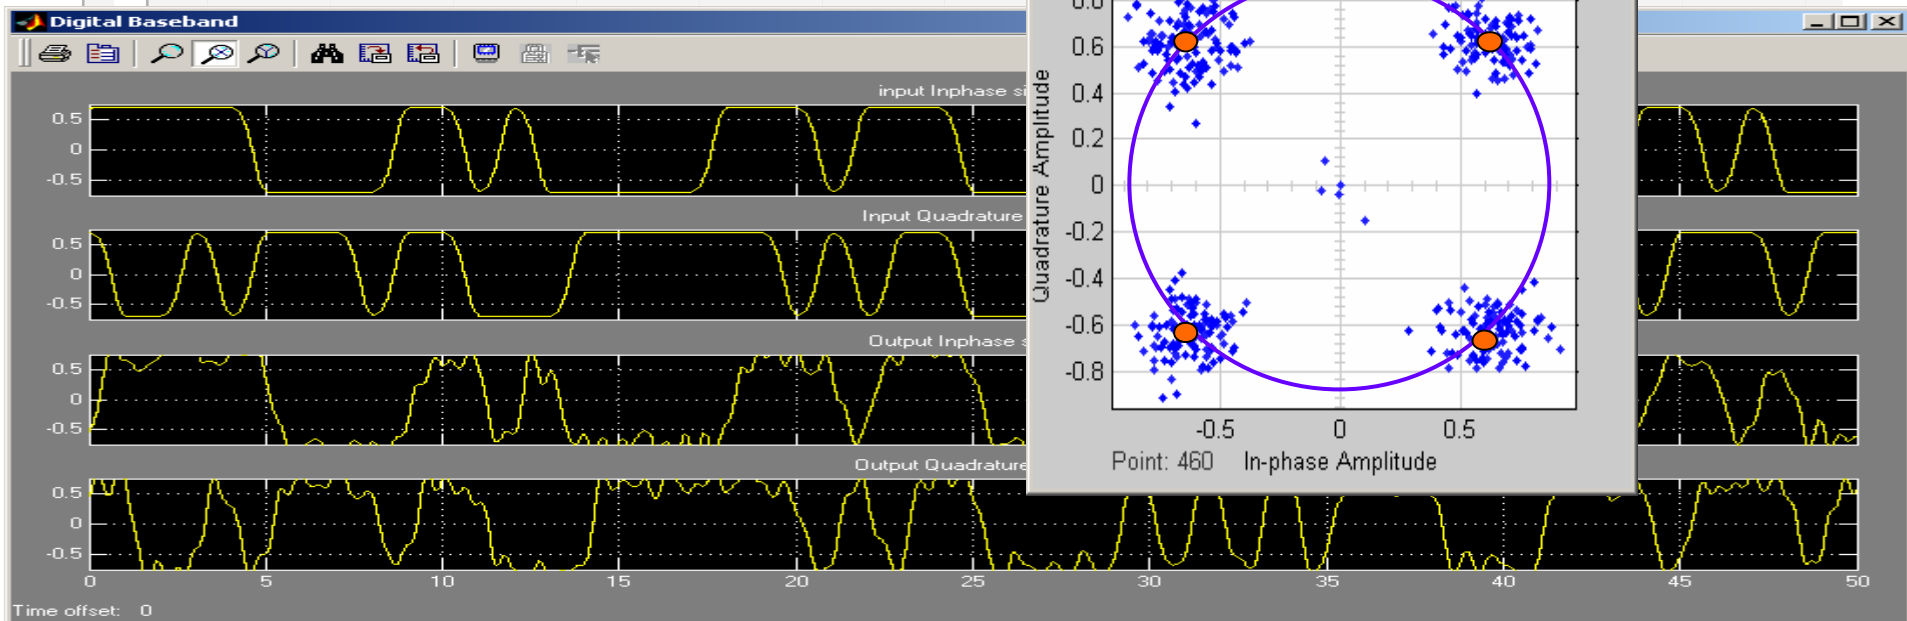 Digital Baseband
input Inphase si
0.5
0
-0.5
Input Quadrature
0.5
0
-0.5
Output Inphase s
0.5
0
-0.5
Output Quadrature
0.5
0
-0.5
0 5 10 15 20 25 30 35 40 45 50
Time offset: 0
Quadrature Amplitude
0.6
0.4
0.2
0
-0.2
-0.4
-0.6
-0.8
-0.5 0 0.5
Point: 460 In-phase Amplitude